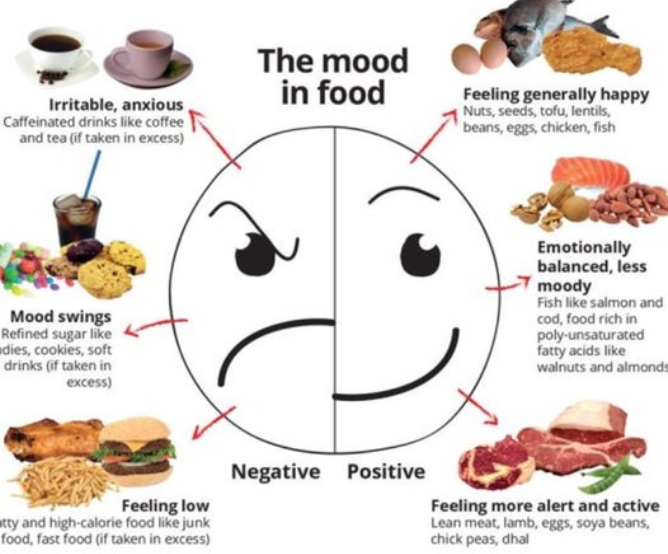 The mood
in food
Irritable, anxious
Caffeinated drinks like coffee
and tea (if taken in excess)
Mood swings
Refined sugar like
cookies, soft
drinks (if taken in
excess)
Feeling low
and high-calorie food like junk
food, fast food (if taken in excess)
Negative Positive
Feeling generally happy
Nuts, seeds, tofu, lentils,
beans, eggs, chicken, fish
Emotionally
balanced, less
moody
Fish like salmon and
cod, food rich in
poly-unsaturated
fatty acids like
walnuts and almonds
Feeling more alert and active
Lean meat, lamb, eggs, soya beans,
chick peas, dhal